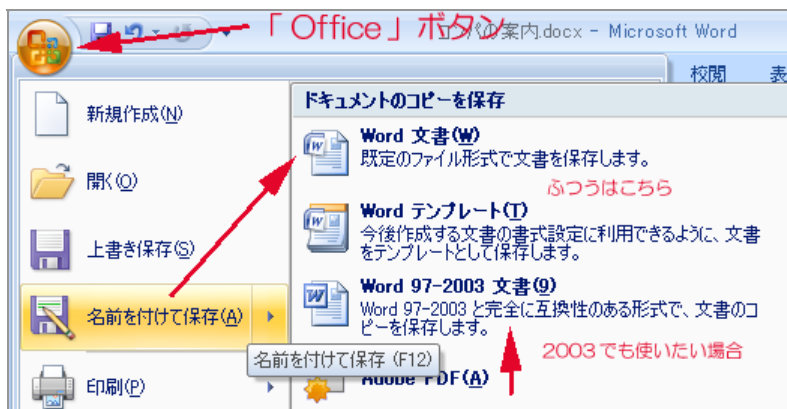 「Office」ボタン
コンパの案内.docx - Microsoft Word
校閲 表
新規作成(N)
開く(O)
上書き保存(S)
名前を付けて保存(A)
印刷(P)
ドキュメントのコピーを保存
Word 文書(W)
既定のファイル形式で文書を保存します。
ふつうはこちら
Word テンプレート(T)
今後作成する文書の書式設定に利用できるように、文書
をテンプレートとして保存します。
Word 97-2003 文書(9)
Word 97-2003 と完全に互換性のある形式で、文書のコ
ピーを保存します。
2003でも使いたい場合
名前を付けて保存 (F12)
Adobe PDF(A)